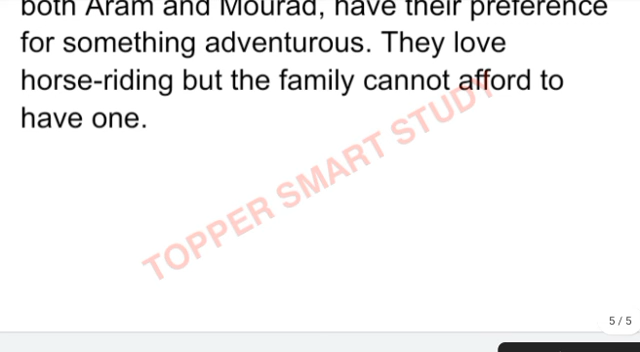 both Aram and Mourad, have their preference
for something adventurous. They love
horse-riding but the family cannot afford to
have one.
TOPPER SMART STUDY
5 / 5